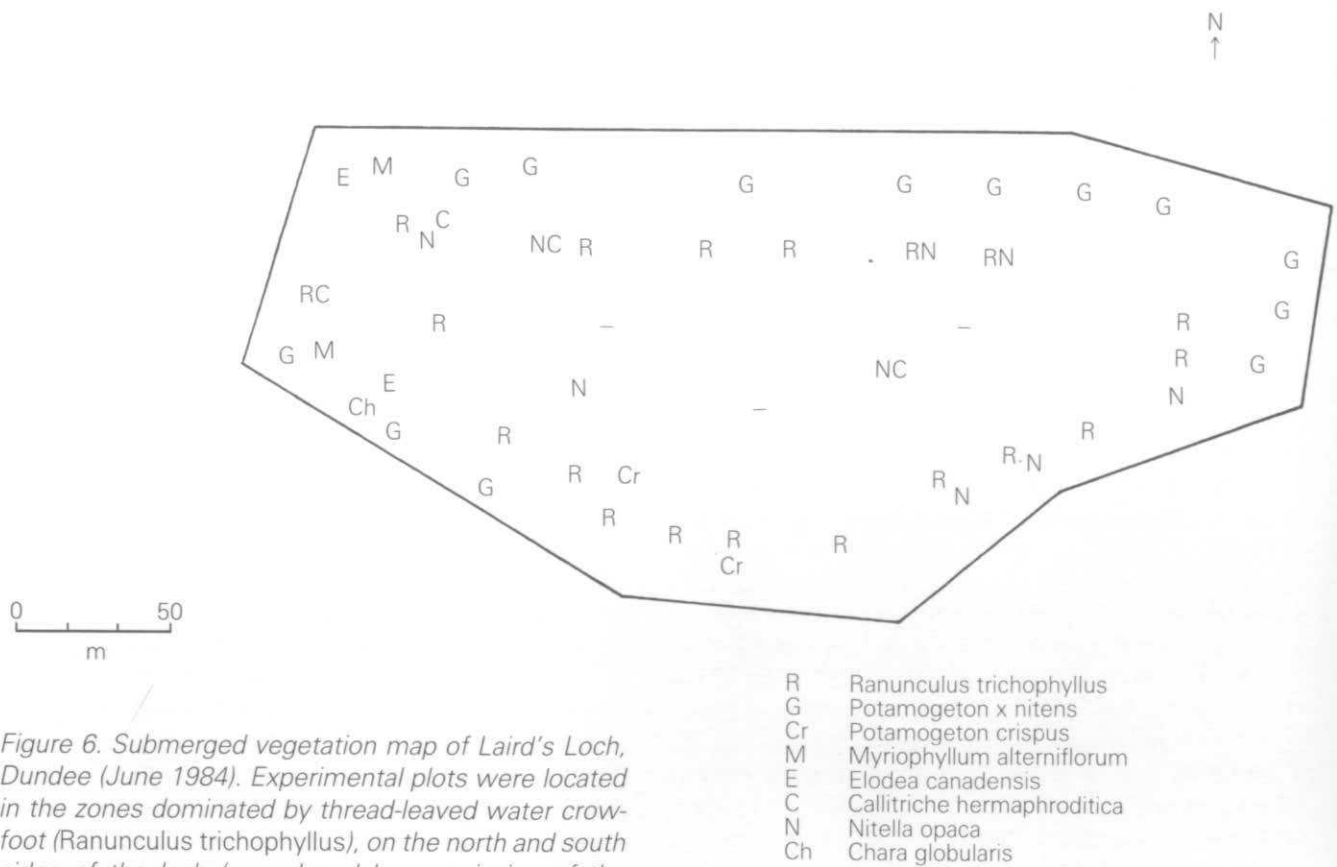 N
E M G G G G G G G
R C
N NC R R R RN RN
G
RC
R G
R
G M R G
NC
E N N
Ch
G R R
R N
G R Cr R N
R
R R R
Cr
0 50
m
R Ranunculus trichophyllus
G Potamogeton x nitens
Cr Potamogeton crispus
M Myriophyllum alterniflorum
E Elodea canadensis
C Callitriche hermaphroditica
N Nitella opaca
Ch Chara globularis
Figure 6. Submerged vegetation map of Laird's Loch,
Dundee (June 1984). Experimental plots were located
in the zones dominated by thread-leaved water crow-
foot (Ranunculus trichophyllus), on the north and south